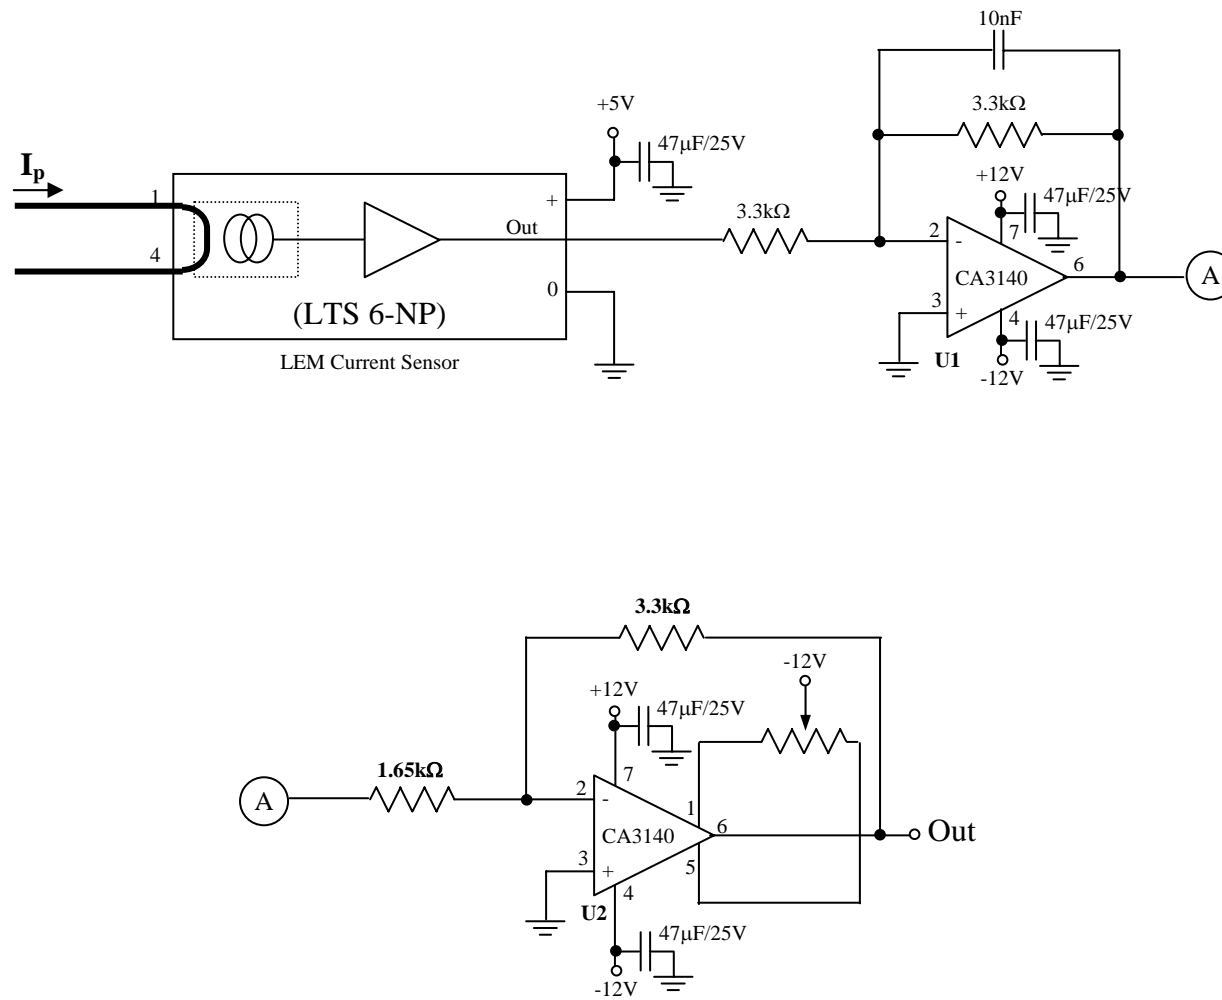 10nF
3.3kΩ
+5V
47μF/25V
Ip
1
4
+
Out
0
(LTS 6-NP)
LEM Current Sensor
3.3kΩ
+12V
47μF/25V
2
-
7
CA3140
6
A
3
+
4
47μF/25V
U1
-12V
3.3kΩ
-12V
+12V
47μF/25V
1.65kΩ
A
2
-
7
1
CA3140
6
Out
3
+
5
4
U2
47μF/25V
-12V